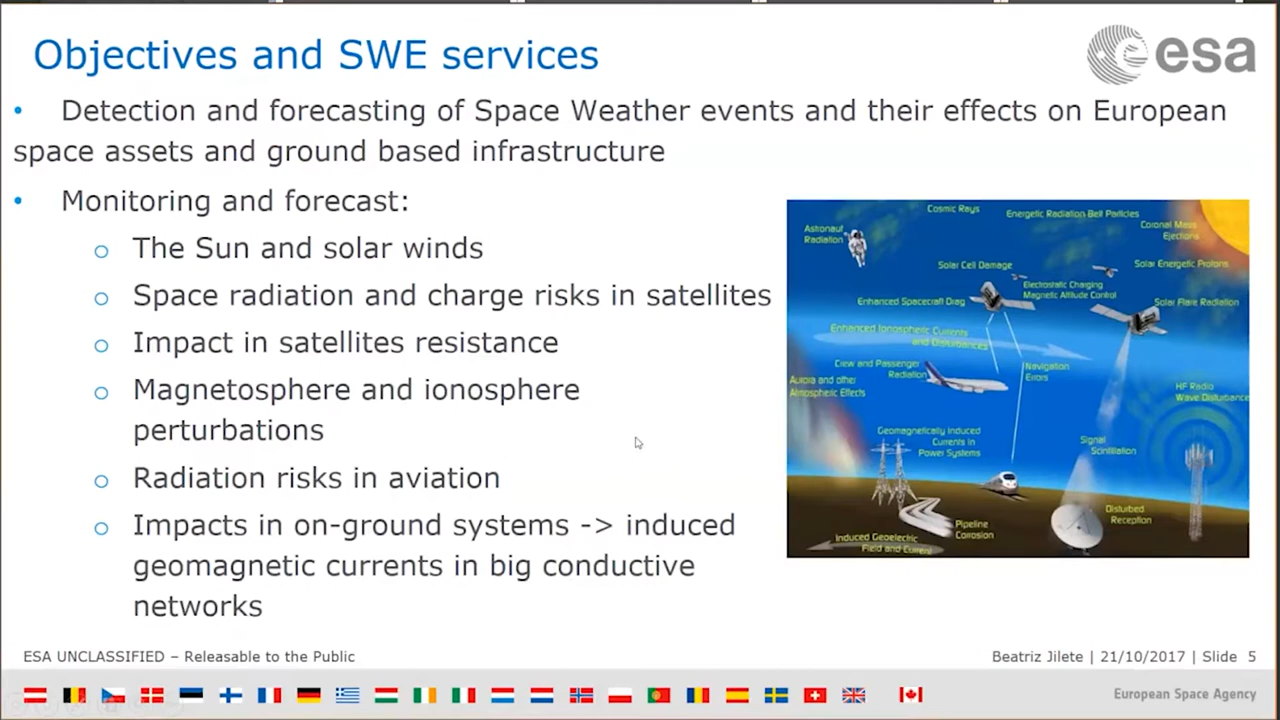 Objectives and SWE services
esa
• Detection and forecasting of Space Weather events and their effects on European
space assets and ground based infrastructure
• Monitoring and forecast:
o The Sun and solar winds
o Space radiation and charge risks in satellites
o Impact in satellites resistance
o Magnetosphere and ionosphere
perturbations
o Radiation risks in aviation
o Impacts in on-ground systems -> induced
geomagnetic currents in big conductive
networks
Cosmic Rays
Energetic Radiation Belt Particles
Astronaut
Radiation
Coronal Mass
Ejections
Solar Cell Damage
Solar Energetic Protons
Electrostatic Charging
Magnetic Attitude Control
Enhanced Spacecraft Drag
Solar Flare Radiation
Enhanced Ionospheric Currents
and Disturbances
Crew and Passenger
Radiation
Navigation
Errors
Aurora and other
Atmospheric Effects
HF Radio
Wave Disturbance
Geomagnetically Induced
Currents in
Power Systems
Signal
Scintillation
Disturbed
Reception
Pipeline
Corrosion
Induced Geoelectric
Field and Current
ESA UNCLASSIFIED – Releasable to the Public
Beatriz Jilete | 21/10/2017 | Slide 5
European Space Agency